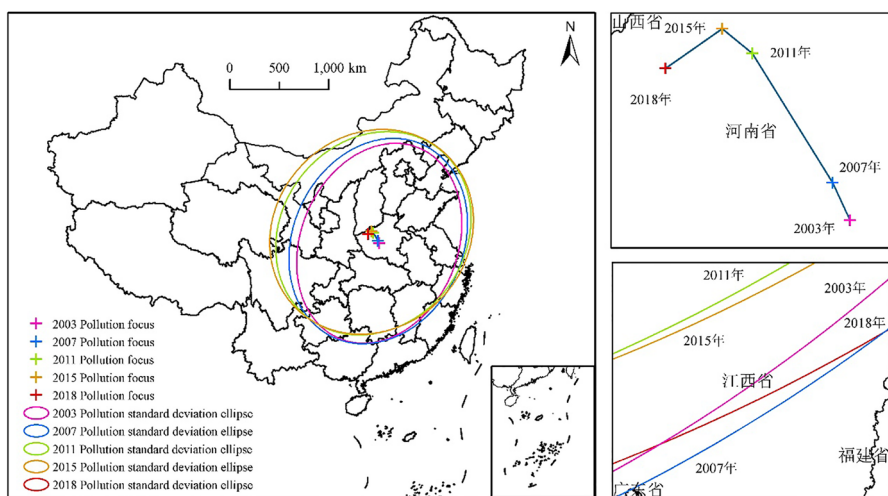 N
0 500 1,000 km
2003 Pollution focus
2007 Pollution focus
2011 Pollution focus
2015 Pollution focus
2018 Pollution focus
2003 Pollution standard deviation ellipse
2007 Pollution standard deviation ellipse
2011 Pollution standard deviation ellipse
2015 Pollution standard deviation ellipse
2018 Pollution standard deviation ellipse
山西省
2015年
2011年
2018年
河南省
2007年
2003年
2011年
2003年
2018年
2015年
江西省
福建省
2007年
广东省